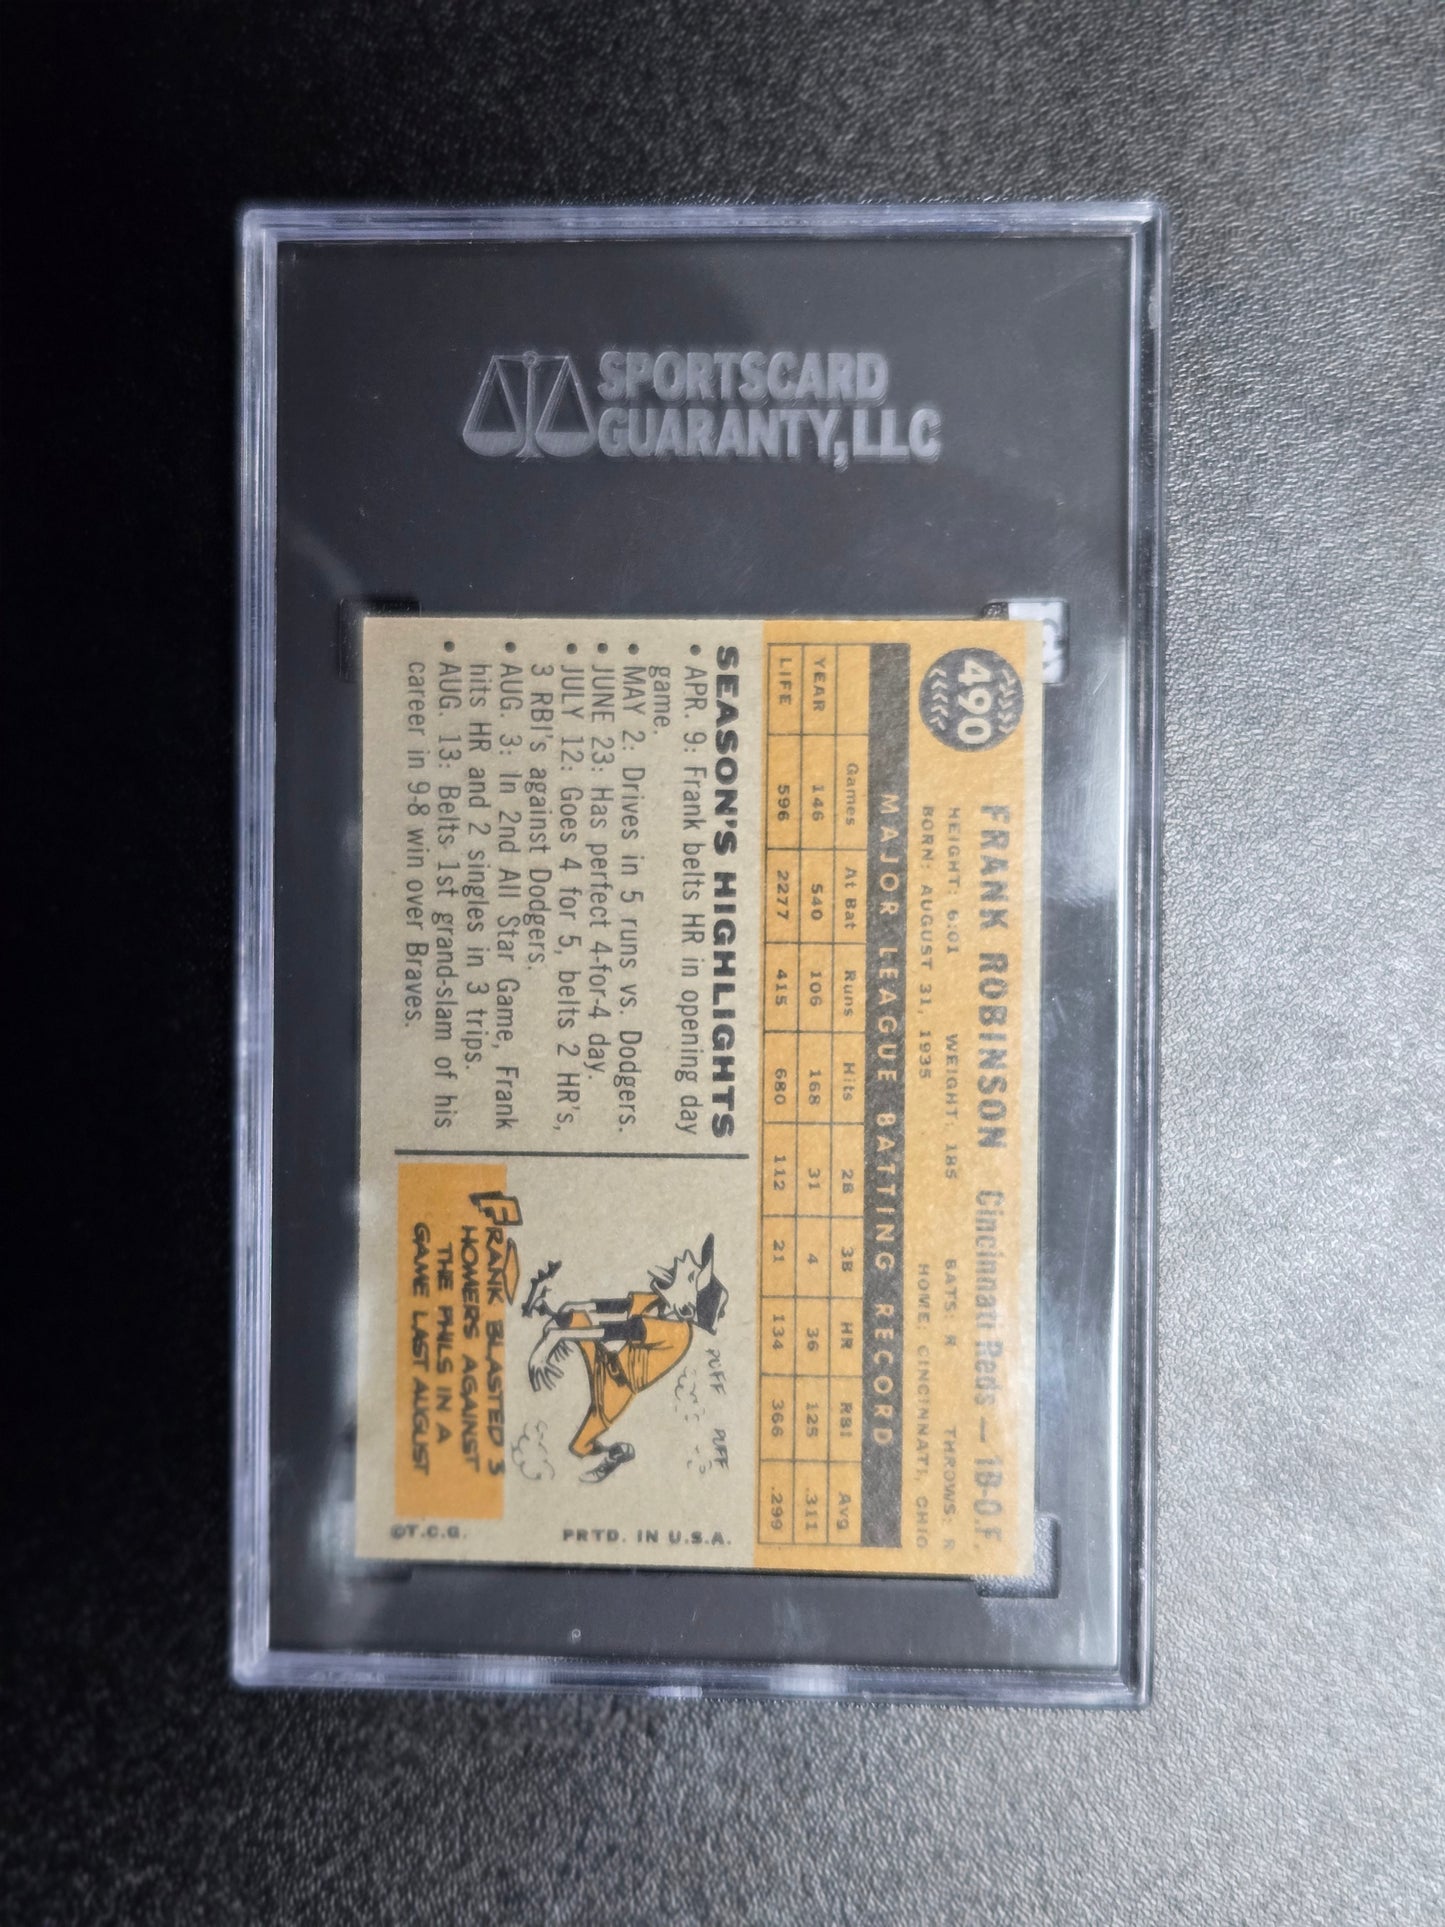 SPORTSCARD
GUARANTY, LLC
490
FRANK ROBINSON Cincinnati Reds — 1B-O.F.
HEIGHT: 6:01 WEIGHT: 185 BATS: R THROWS: R
BORN: AUGUST 31, 1935 HOME: CINCINNATI, OHIO
MAJOR LEAGUE BATTING RECORD
Games At Bat Runs Hits 2B 3B HR RBI Avg
YEAR 146 540 106 168 31 4 36 125 .311
LIFE 596 2277 415 680 112 21 134 366 .299
SEASON'S HIGHLIGHTS
• APR. 9: Frank belts HR in opening day
game.
• MAY 2: Drives in 5 runs vs. Dodgers.
• JUNE 23: Has perfect 4-for-4 day.
• JULY 12: Goes 4 for 5, belts 2 HR's,
3 RBI's against Dodgers.
• AUG. 3: In 2nd All Star Game, Frank
hits HR and 2 singles in 3 trips.
• AUG. 13: Belts 1st grand-slam of his
career in 9-8 win over Braves.
PUFF PUFF
FRANK BLASTED 3
HOMERS AGAINST
THE PHILS IN A
GAME LAST AUGUST
©T.C.G. PRTD. IN U.S.A.